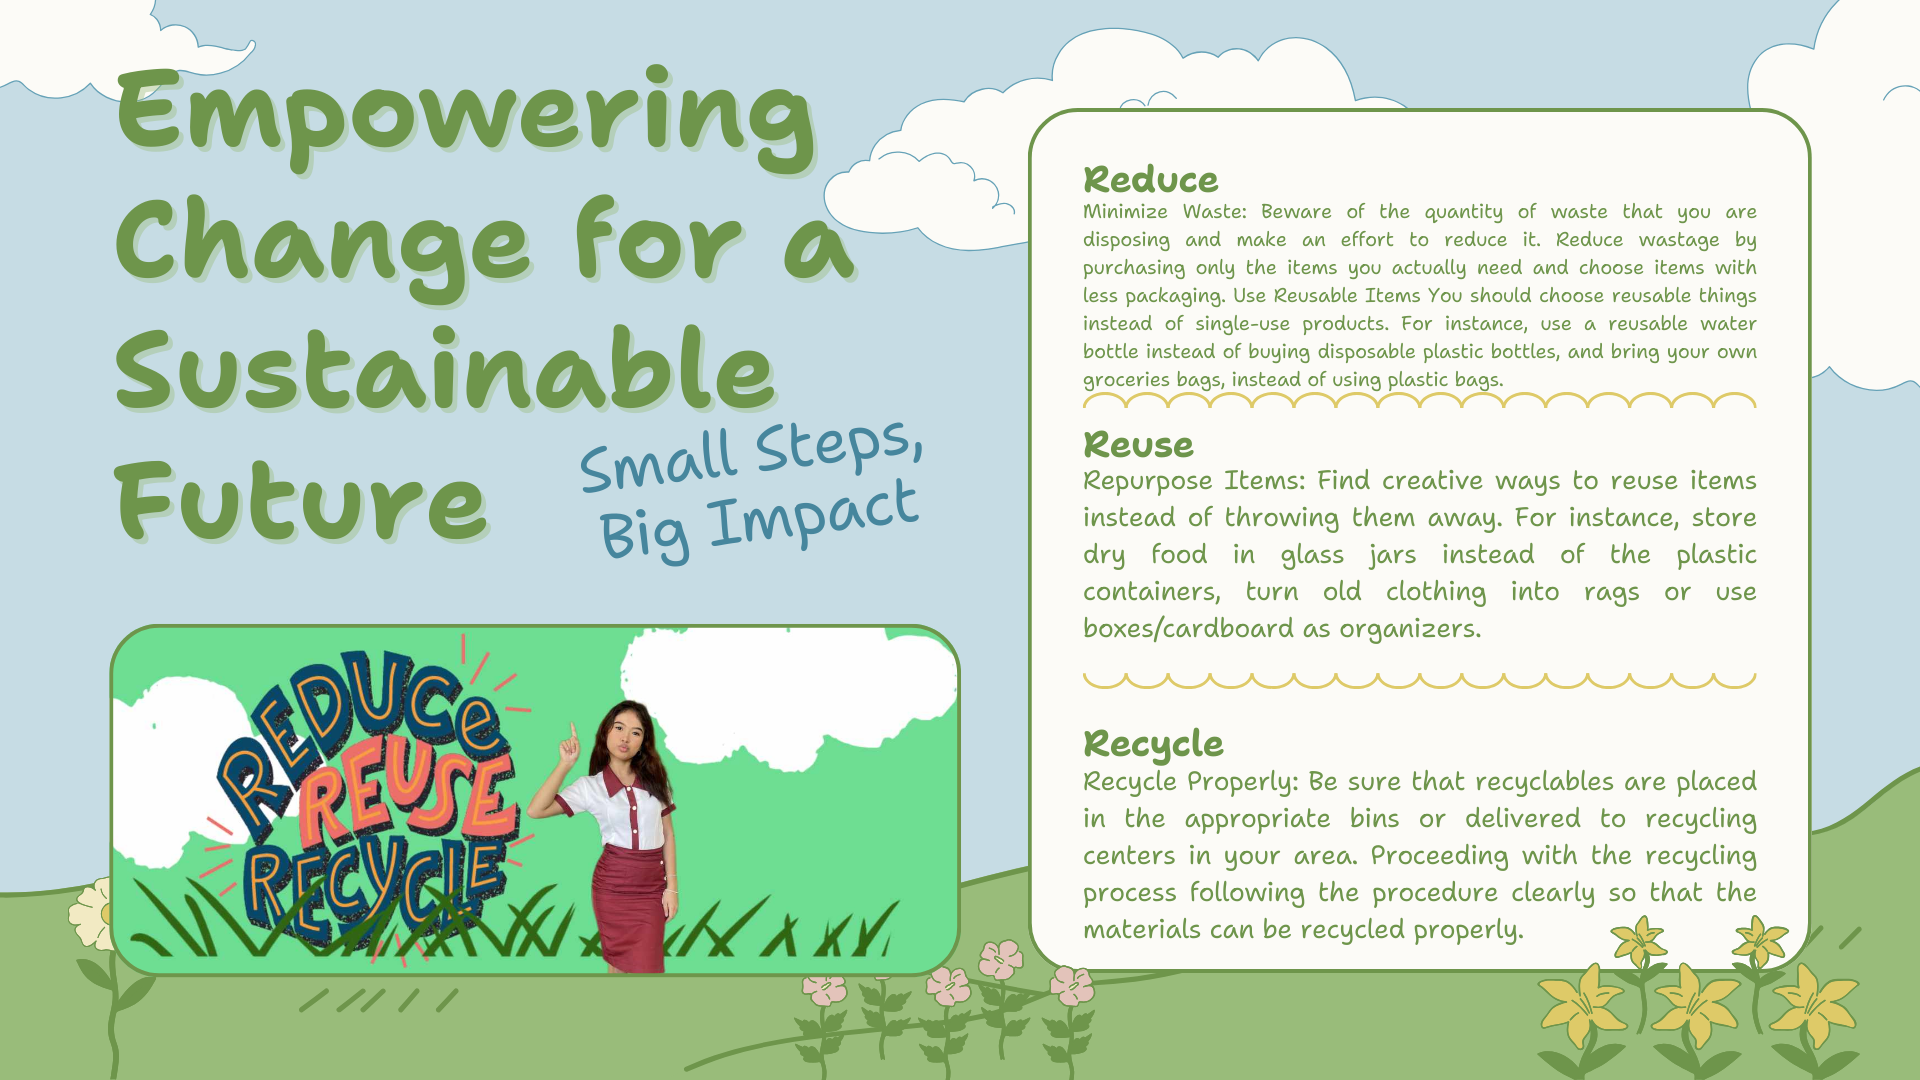 Empowering
Change for a
Sustainable
Future
Small Steps,
Big Impact
REDUCe
REUSE
RECYCLE
Reduce
Minimize Waste: Beware of the quantity of waste that you are
disposing and make an effort to reduce it. Reduce wastage by
purchasing only the items you actually need and choose items with
less packaging. Use Reusable Items You should choose reusable things
instead of single-use products. For instance, use a reusable water
bottle instead of buying disposable plastic bottles, and bring your own
groceries bags, instead of using plastic bags.
Reuse
Repurpose Items: Find creative ways to reuse items
instead of throwing them away. For instance, store
dry food in glass jars instead of the plastic
containers, turn old clothing into rags or use
boxes/cardboard as organizers.
Recycle
Recycle Properly: Be sure that recyclables are placed
in the appropriate bins or delivered to recycling
centers in your area. Proceeding with the recycling
process following the procedure clearly so that the
materials can be recycled properly.